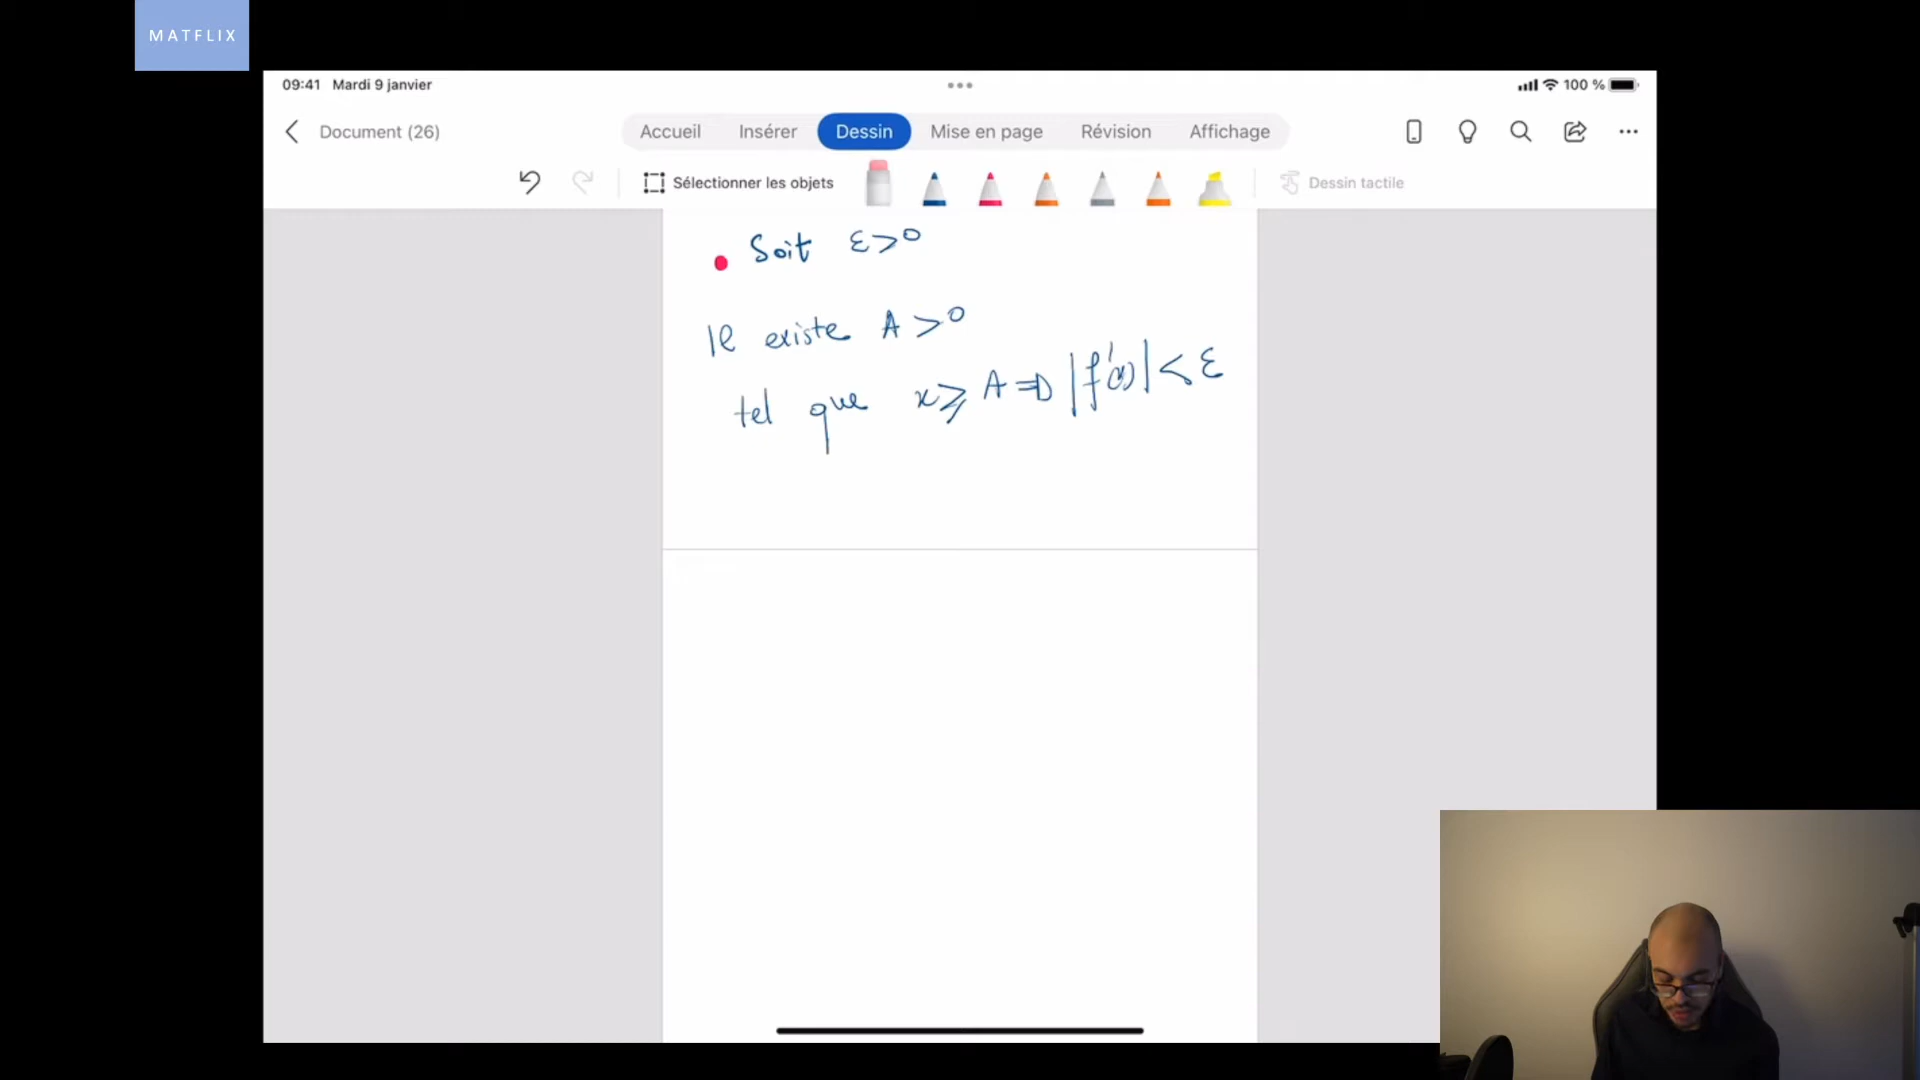 MATFLIX
09:41 Mardi 9 janvier
100 %
Document (26)
Accueil Insérer Dessin Mise en page Révision Affichage
Sélectionner les objets
Dessin tactile
• Soit ε>0
Il existe A>0
tel que x⩾A⇒|f'(x)|<ε